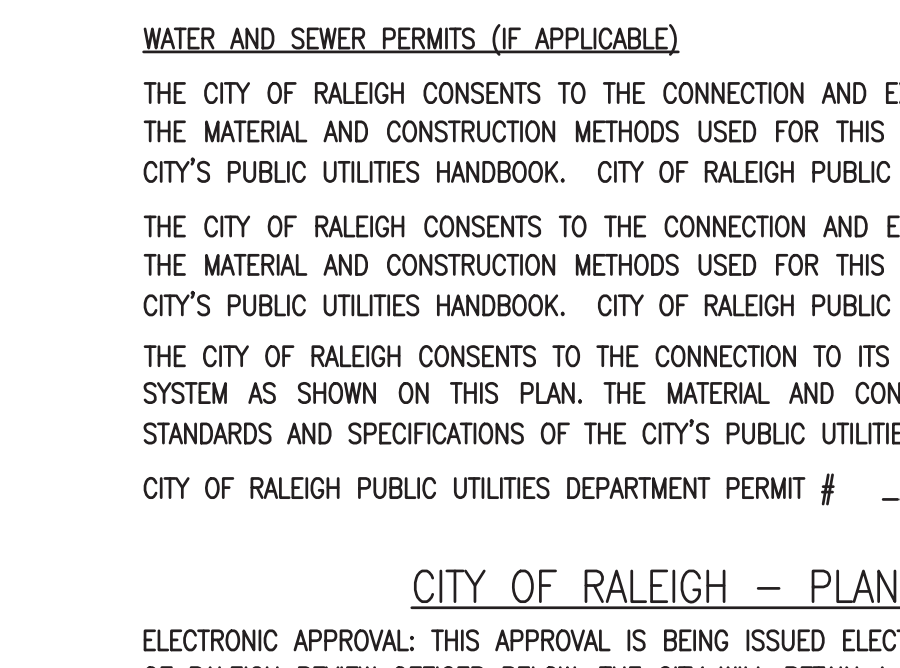 WATER AND SEWER PERMITS (IF APPLICABLE)
THE CITY OF RALEIGH CONSENTS TO THE CONNECTION AND
THE MATERIAL AND CONSTRUCTION METHODS USED FOR THIS
CITY'S PUBLIC UTILITIES HANDBOOK. CITY OF RALEIGH PUBLIC
THE CITY OF RALEIGH CONSENTS TO THE CONNECTION AND
THE MATERIAL AND CONSTRUCTION METHODS USED FOR THIS
CITY'S PUBLIC UTILITIES HANDBOOK. CITY OF RALEIGH PUBLIC
THE CITY OF RALEIGH CONSENTS TO THE CONNECTION TO ITS
SYSTEM AS SHOWN ON THIS PLAN. THE MATERIAL AND CON
STANDARDS AND SPECIFICATIONS OF THE CITY'S PUBLIC UTILITIE
CITY OF RALEIGH PUBLIC UTILITIES DEPARTMENT PERMIT # _
CITY OF RALEIGH – PLAN
ELECTRONIC APPROVAL: THIS APPROVAL IS BEING ISSUED ELECT